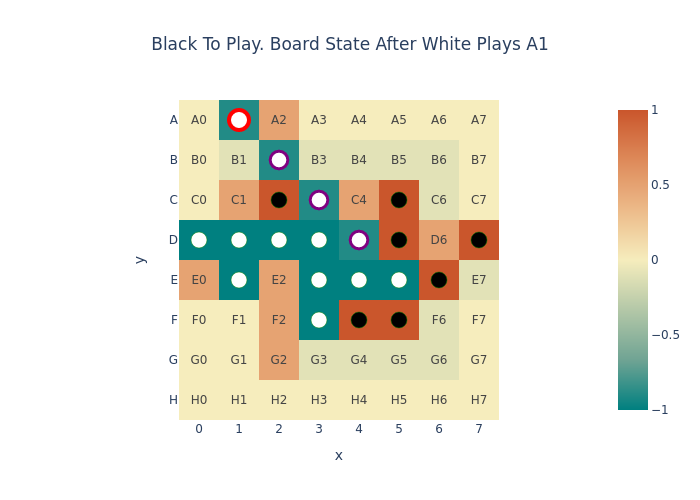 Black To Play. Board State After White Plays A1
A A0 A2 A3 A4 A5 A6 A7
B B0 B1 B3 B4 B5 B6 B7
C C0 C1 C4 C6 C7
D D6
E E0 E2 E7
F F0 F1 F2 F6 F7
G G0 G1 G2 G3 G4 G5 G6 G7
H H0 H1 H2 H3 H4 H5 H6 H7
0 1 2 3 4 5 6 7
x
y
1
0.5
0
−0.5
−1